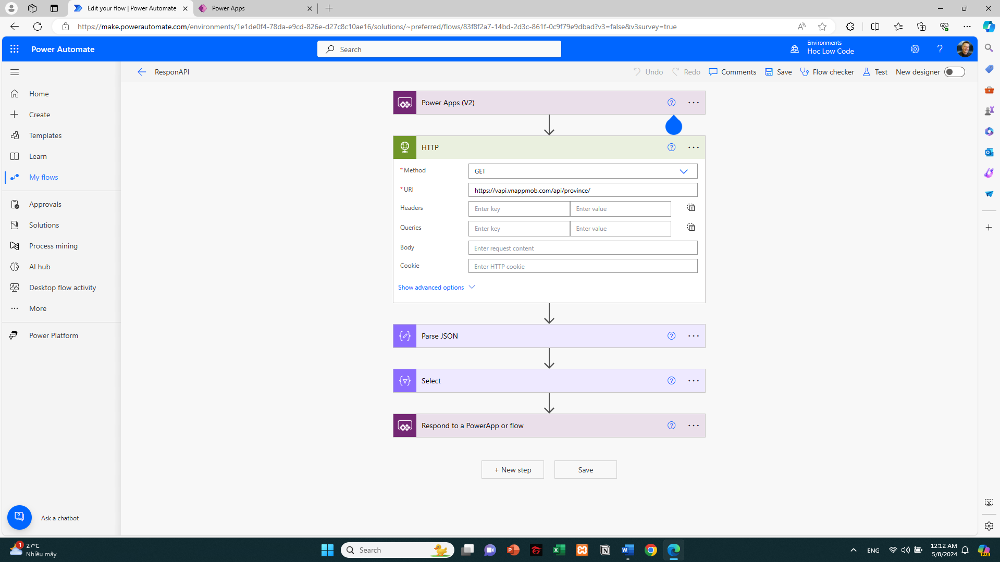 Edit your flow | Power Automate
Power Apps
https://make.powerautomate.com/environments/1e1de0f4-78da-e9cd-826e-d27c8c10ae16/solutions/~preferred/flows/83f8f2a7-14bd-2d3c-861f-0c9f79e9dbad?v3=false&v3survey=true
Power Automate
Search
Environments
Hoc Low Code
ResponAPI
Undo
Redo
Comments
Save
Flow checker
Test
New designer
Home
Create
Templates
Learn
My flows
Approvals
Solutions
Process mining
AI hub
Desktop flow activity
More
Power Platform
Ask a chatbot
Power Apps (V2)
HTTP
* Method
GET
* URI
https://vapi.vnappmob.com/api/province/
Headers
Enter key
Enter value
Queries
Enter key
Enter value
Body
Enter request content
Cookie
Enter HTTP cookie
Show advanced options
Parse JSON
Select
Respond to a PowerApp or flow
+ New step
Save
1
27°C
Nhiều mây
Search
ENG
12:12 AM
5/8/2024
PRE